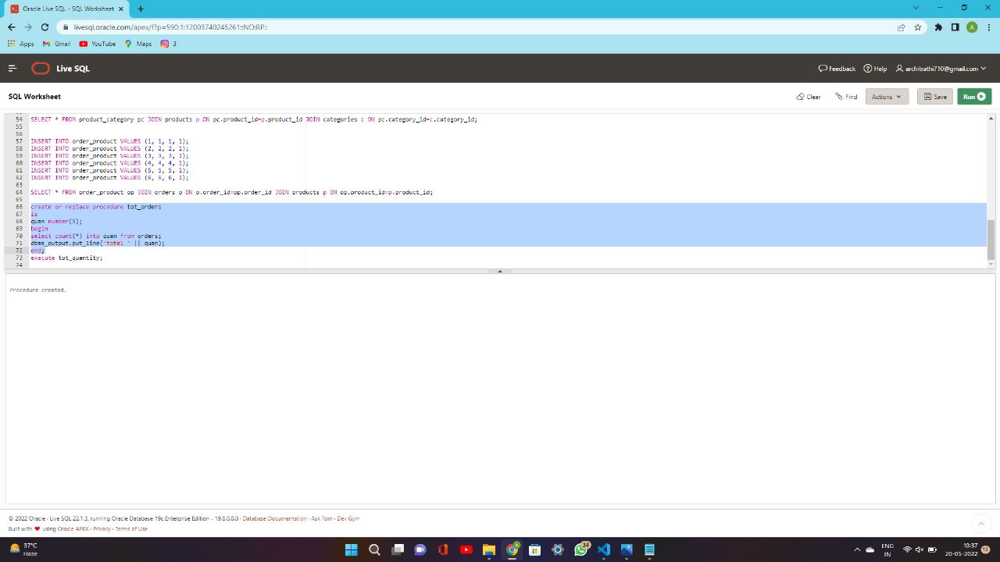 Oracle Live SQL - SQL Worksheet
livesql.oracle.com/apex/f?p=590:1:12003740245261::NO:RP::
A
Apps
Gmail
YouTube
Maps
3
Live SQL
Feedback
Help
architrathi710@gmail.com
SQL Worksheet
Clear
Find
Actions
Save
Run
54 SELECT * FROM product_category pc JOIN products p ON pc.product_id=p.product_id JOIN categories c ON pc.category_id=c.category_id;
55
56
57 INSERT INTO order_product VALUES (1, 1, 1, 1);
58 INSERT INTO order_product VALUES (2, 2, 2, 1);
59 INSERT INTO order_product VALUES (3, 3, 3, 1);
60 INSERT INTO order_product VALUES (4, 4, 4, 1);
61 INSERT INTO order_product VALUES (5, 5, 5, 1);
62 INSERT INTO order_product VALUES (6, 6, 6, 1);
63
64 SELECT * FROM order_product op JOIN orders o ON o.order_id=op.order_id JOIN products p ON op.product_id=p.product_id;
65
66 create or replace procedure tot_orders
67 is
68 quan number(5);
69 begin
70 select count(*) into quan from orders;
71 dbms_output.put_line('total ' || quan);
72 end;
73 execute tot_quantity;
74
Procedure created.
© 2022 Oracle · Live SQL 22.1.3, running Oracle Database 19c Enterprise Edition - 19.8.0.0.0 · Database Documentation · Ask Tom · Dev Gym
Built with ❤ using Oracle APEX · Privacy · Terms of Use
37°C
Haze
A
34
ENG
IN
10:37
20-05-2022